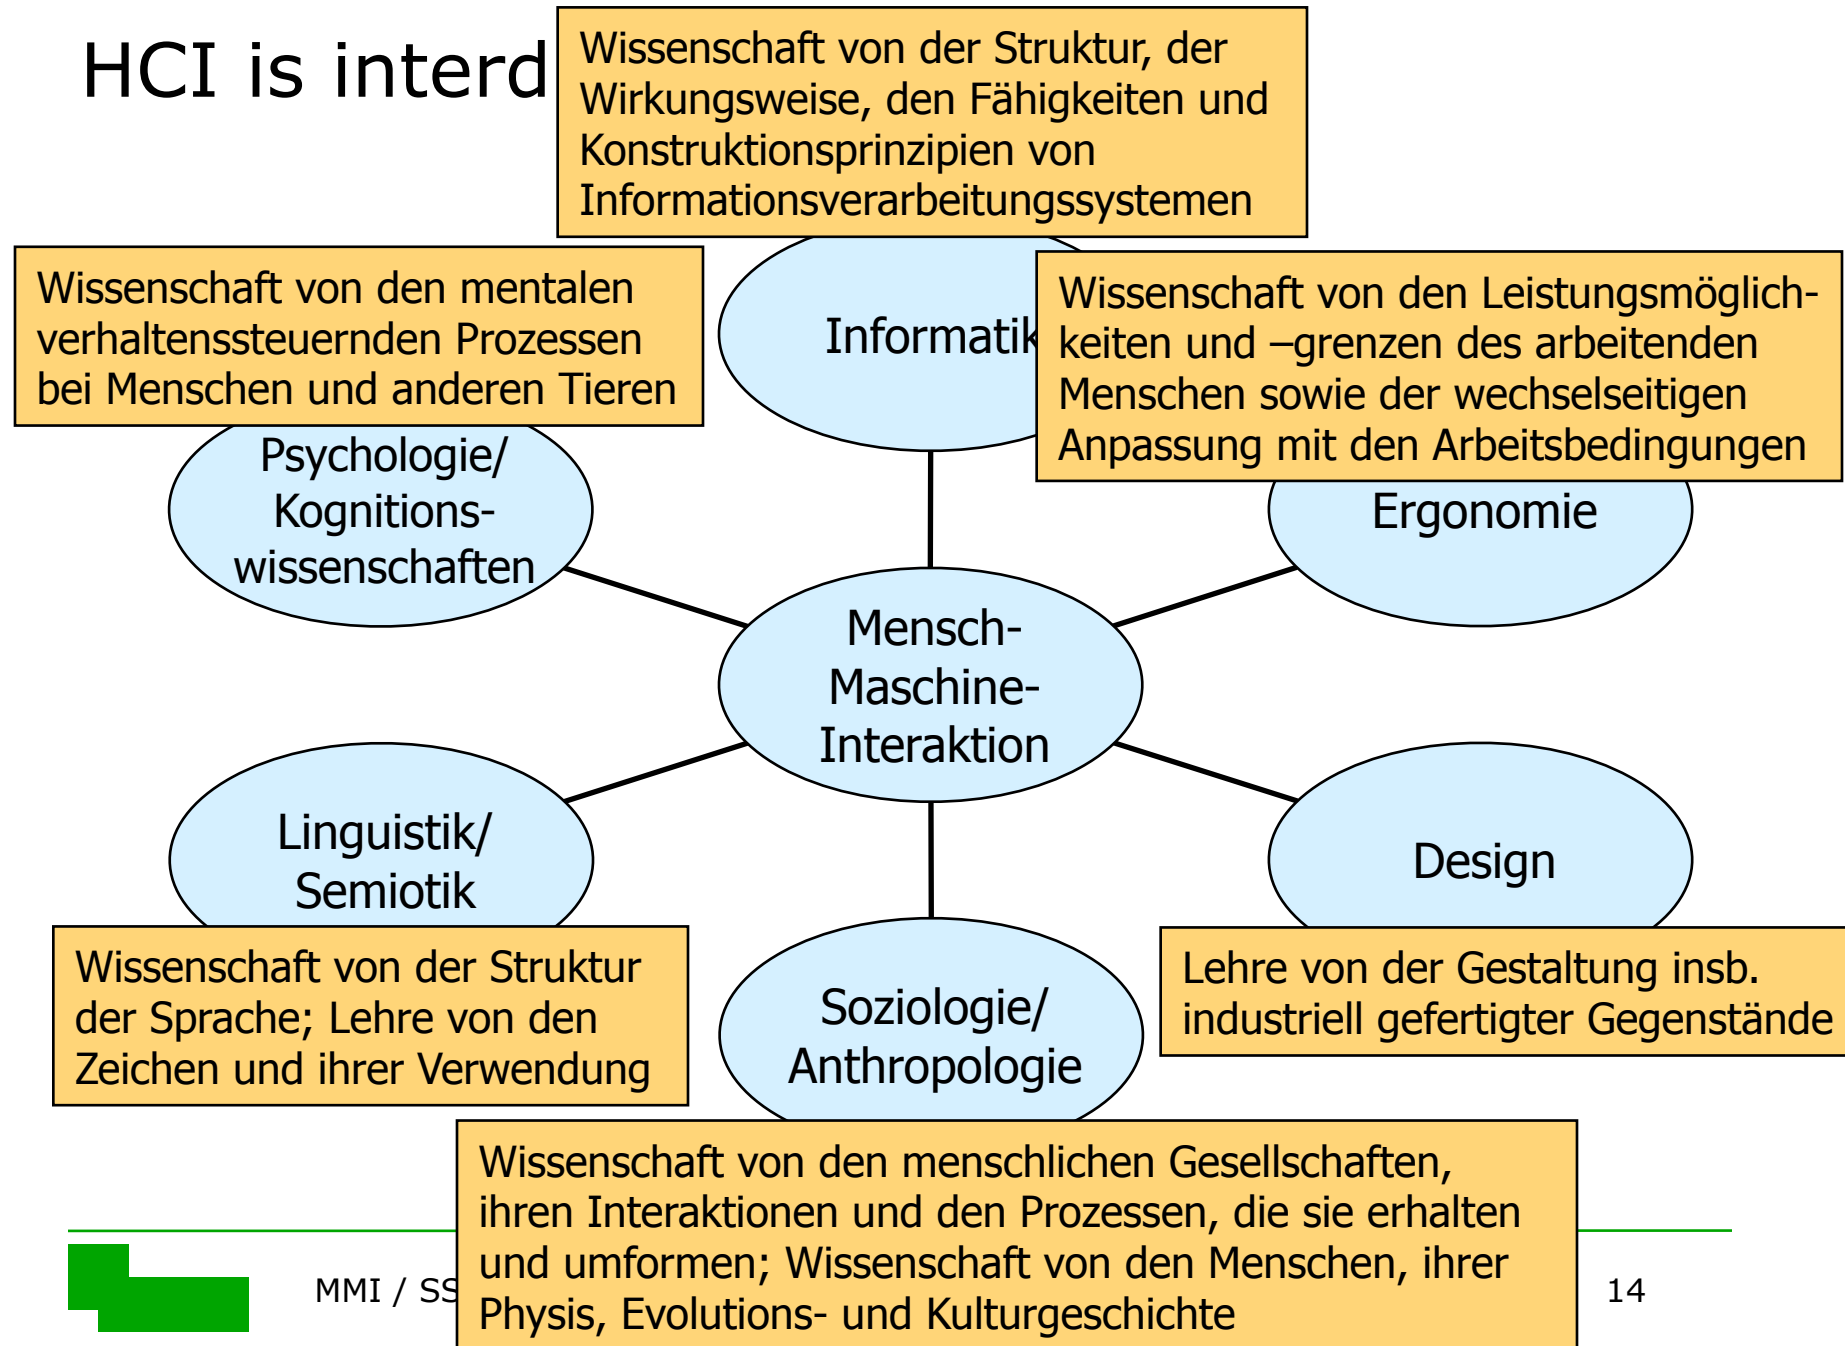 HCI is interd
Wissenschaft von der Struktur, der
Wirkungsweise, den Fähigkeiten und
Konstruktionsprinzipien von
Informationsverarbeitungssystemen
Wissenschaft von den mentalen
verhaltenssteuernden Prozessen
bei Menschen und anderen Tieren
Informatik
Wissenschaft von den Leistungsmöglich-
keiten und –grenzen des arbeitenden
Menschen sowie der wechselseitigen
Anpassung mit den Arbeitsbedingungen
Psychologie/
Kognitions-
wissenschaften
Ergonomie
Mensch-
Maschine-
Interaktion
Linguistik/
Semiotik
Design
Wissenschaft von der Struktur
der Sprache; Lehre von den
Zeichen und ihrer Verwendung
Soziologie/
Anthropologie
Lehre von der Gestaltung insb.
industriell gefertigter Gegenstände
Wissenschaft von den menschlichen Gesellschaften,
ihren Interaktionen und den Prozessen, die sie erhalten
und umformen; Wissenschaft von den Menschen, ihrer
Physis, Evolutions- und Kulturgeschichte
MMI / SS
14